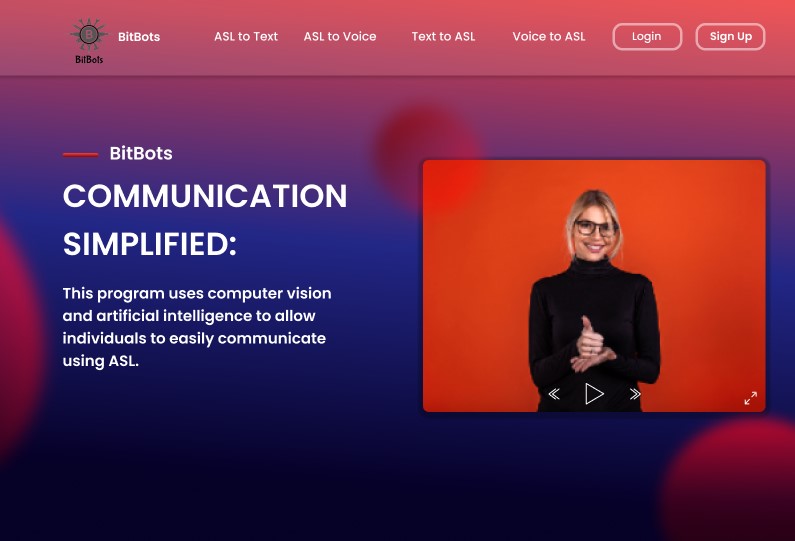 BitBots
BitBots
ASL to Text
ASL to Voice
Text to ASL
Voice to ASL
Login
Sign Up
BitBots
COMMUNICATION
SIMPLIFIED:
This program uses computer vision
and artificial intelligence to allow
individuals to easily communicate
using ASL.